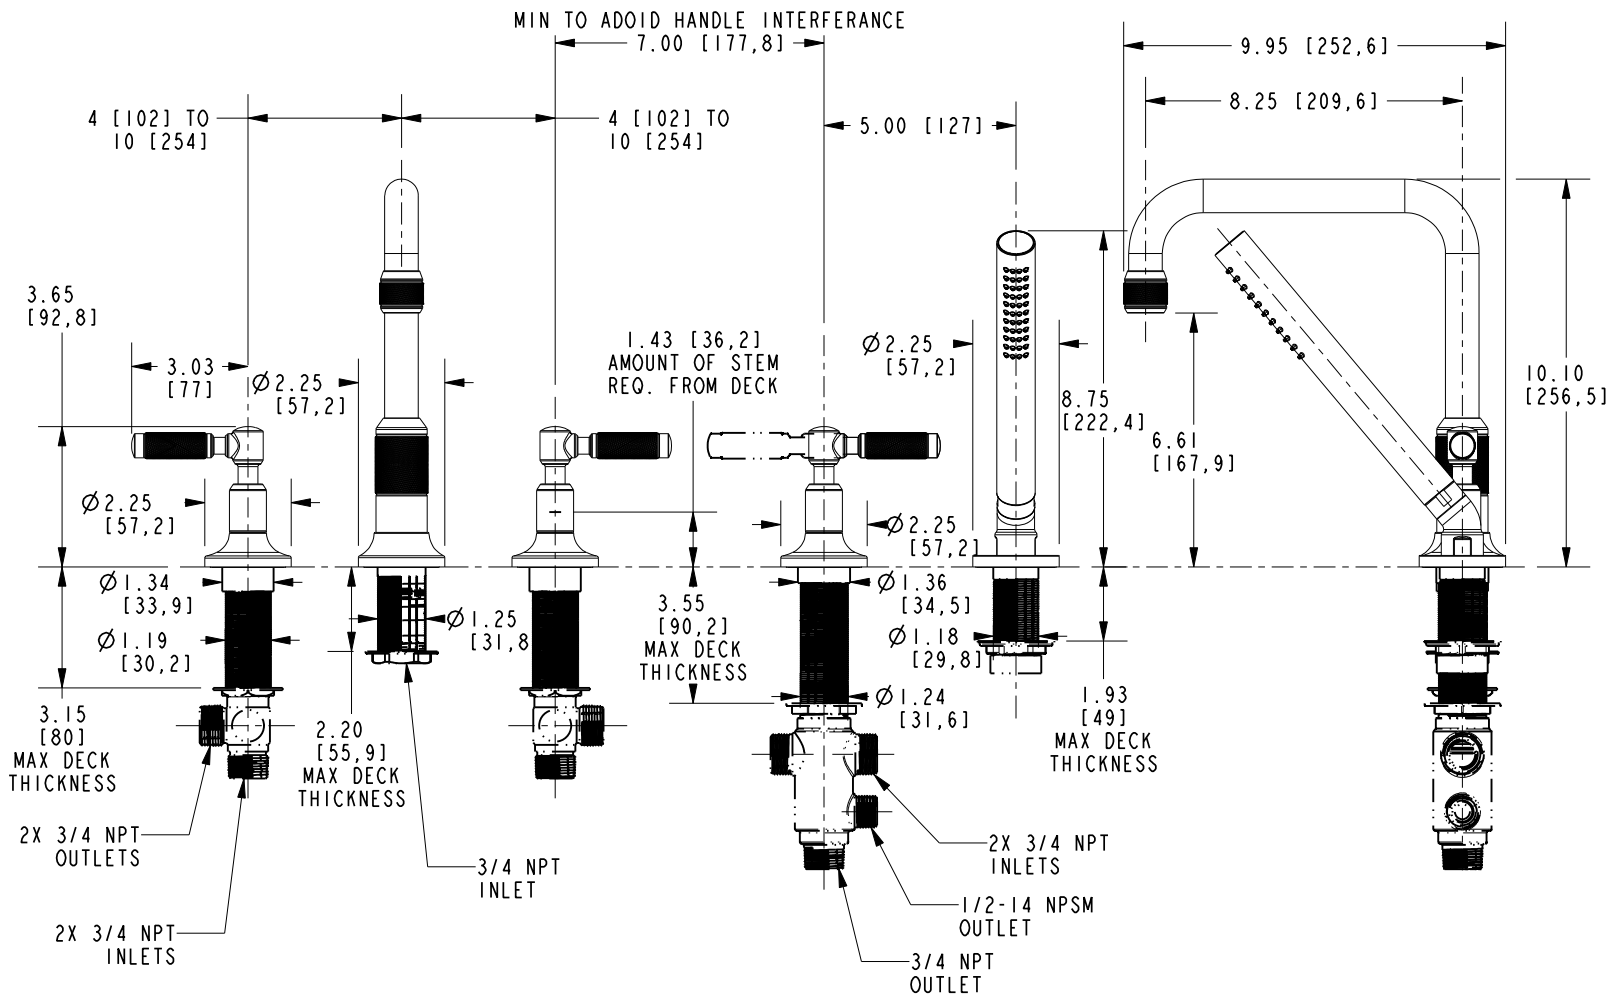 MIN TO ADOID HANDLE INTERFERANCE
7.00 [177,8]
9.95 [252,6]
8.25 [209,6]
4 [102] TO
10 [254]
4 [102] TO
10 [254]
5.00 [127]
3.65
[92,8]
3.03
[77]
Ø2.25
[57,2]
1.43 [36,2]
AMOUNT OF STEM
REQ. FROM DECK
Ø2.25
[57,2]
8.75
[222,4]
10.10
[256,5]
6.61
[167,9]
Ø2.25
[57,2]
Ø2.25
[57,2]
Ø1.34
[33,9]
Ø1.19
[30,2]
Ø1.25
[31,8
3.55
[90,2]
MAX DECK
THICKNESS
Ø1.36
[34,5]
Ø1.18
[29,8]
Ø1.24
[31,6]
3.15
[80]
MAX DECK
THICKNESS
2.20
[55,9]
MAX DECK
THICKNESS
1.93
[49]
MAX DECK
THICKNESS
2X 3/4 NPT
OUTLETS
3/4 NPT
INLET
2X 3/4 NPT
INLETS
2X 3/4 NPT
INLETS
1/2-14 NPSM
OUTLET
3/4 NPT
OUTLET